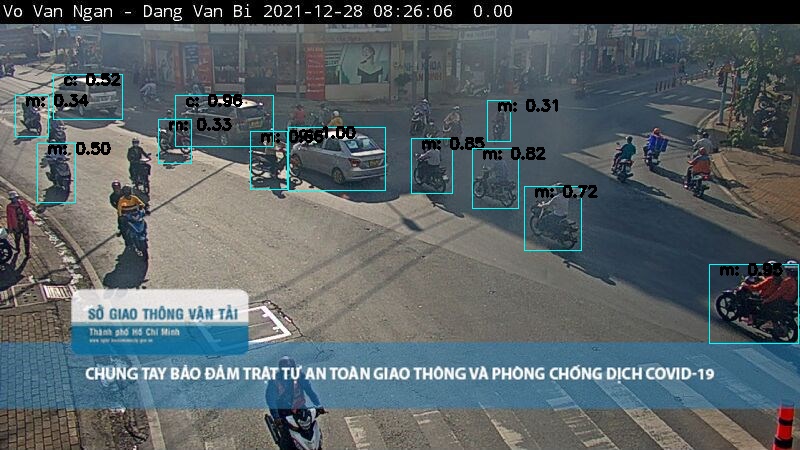 Vo Van Ngan - Dang Van Bi 2021-12-28 08:26:06  0.00
c: 0.52
m: 0.34
c: 0.96
m: 0.33
m: 0.31
1.00
m: 0.50
m: 0.85
m: 0.82
m: 0.72
m: 0.95
SỞ GIAO THÔNG VẬN TẢI
Thành phố Hồ Chí Minh
CHUNG TAY BẢO ĐẢM TRẬT TỰ AN TOÀN GIAO THÔNG VÀ PHÒNG CHỐNG DỊCH COVID-19